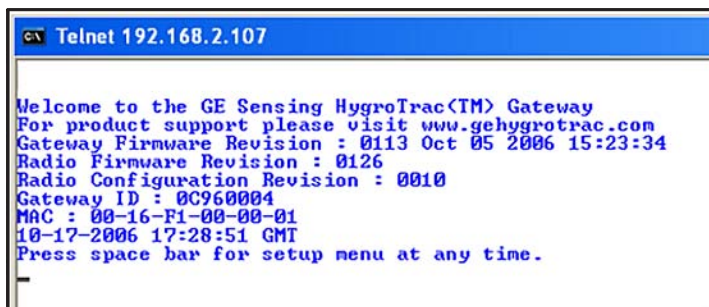 C:\ Telnet 192.168.2.107
Welcome to the GE Sensing HygroTrac(TM) Gateway
For product support please visit www.gehygrotrac.com
Gateway Firmware Revision : 0113 Oct 05 2006 15:23:34
Radio Firmware Revision : 0126
Radio Configuration Revision : 0010
Gateway ID : 0C960004
MAC : 00-16-F1-00-00-01
10-17-2006 17:28:51 GMT
Press space bar for setup menu at any time.